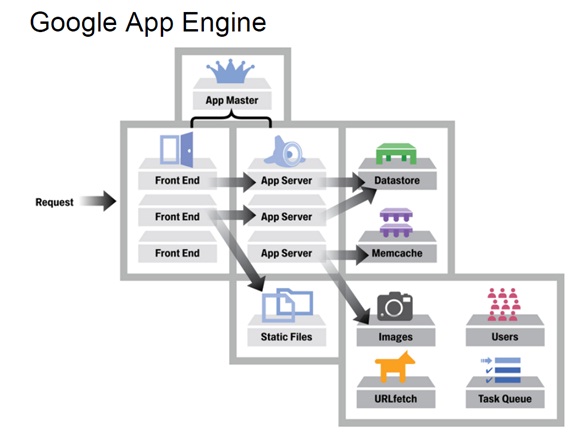 Google App Engine
App Master
Front End
App Server
Datastore
Request
Front End
App Server
Front End
App Server
Memcache
Static Files
Images
Users
URLfetch
Task Queue